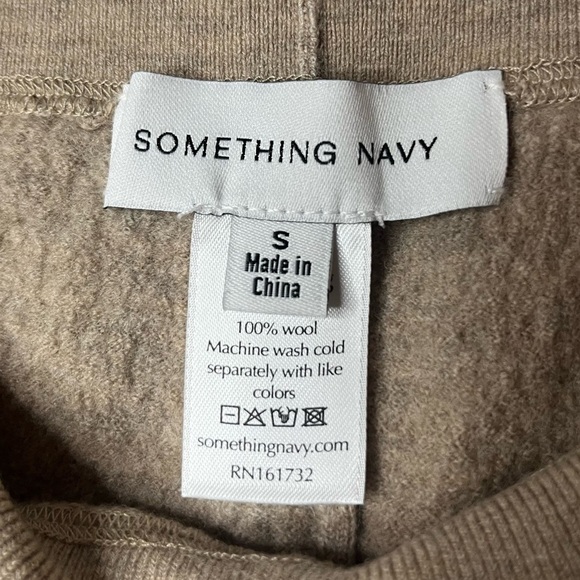 SOMETHING NAVY
S
Made in
China
100% wool
Machine wash cold
separately with like
colors
somethingnavy.com
RN161732